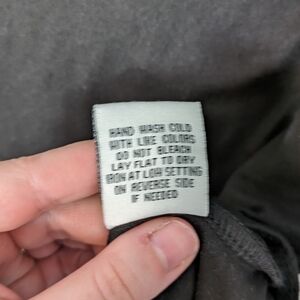 HAND WASH COLD
WITH LIKE COLORS
DO NOT BLEACH
LAY FLAT TO DRY
IRON AT LOW SETTING
ON REVERSE SIDE
IF NEEDED